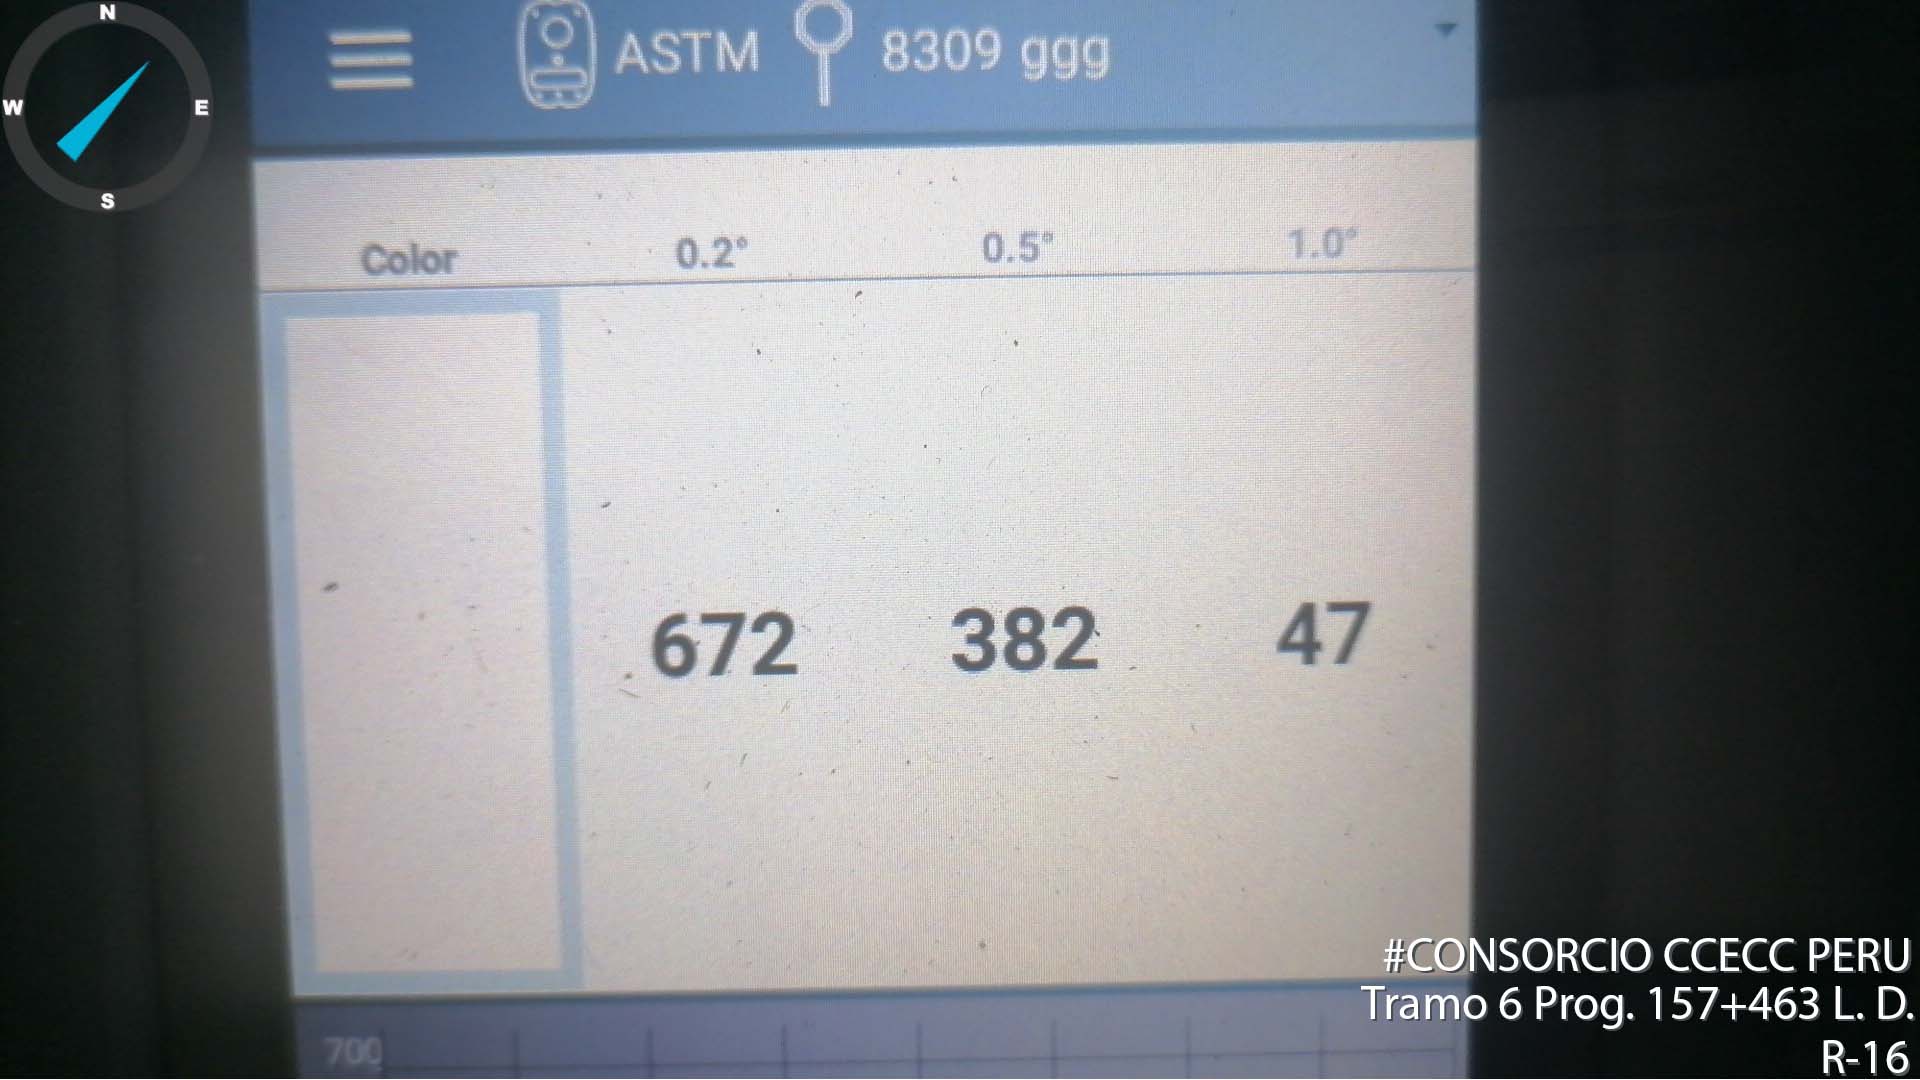 N
W E
S
ASTM 8309 ggg
Color 0.2° 0.5° 1.0°
672 382 47
700
#CONSORCIO CCECC PERU
Tramo 6 Prog. 157+463 L. D.
R-16